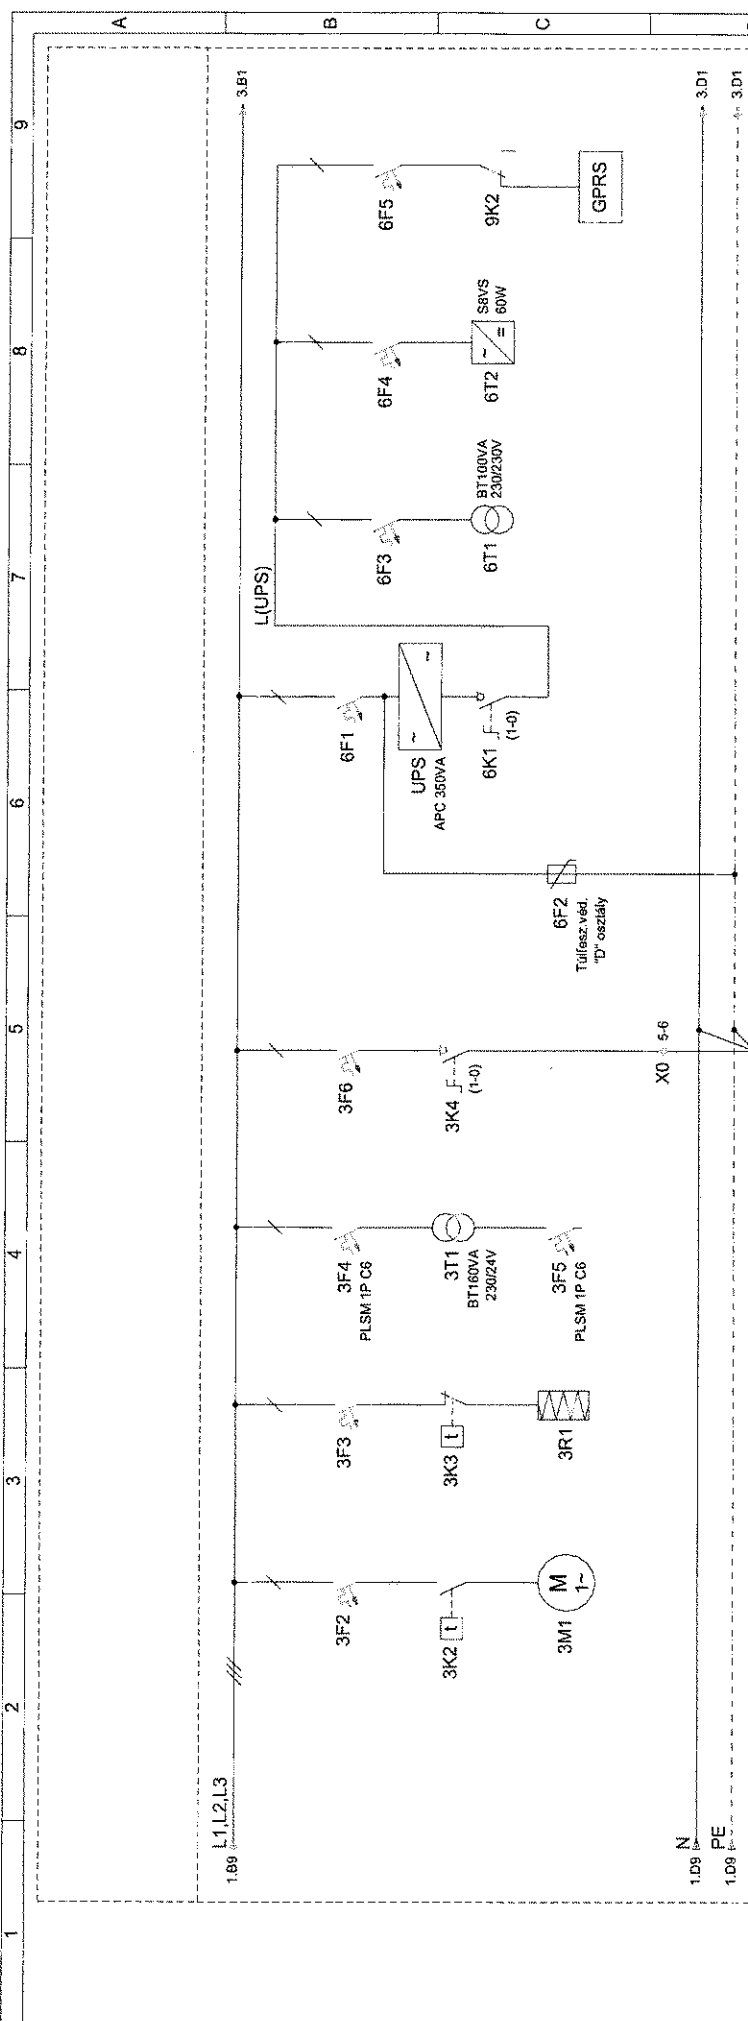 1
2
3
4
5
6
7
8
9
A
B
C
1.B9
L1,L2,L3
3.B1
3F2
3K2
t
M
1~
3M1
3F3
3K3
t
3R1
3F4
PLSM 1P C6
3T1
BT160VA
230/24V
3F5
PLSM 1P C6
3F6
3K4
(1-0)
X0
5-6
6F2
Túlfesz.véd.
"D" osztály
6F1
~
~
UPS
APC 350VA
6K1
(1-0)
L(UPS)
6F3
BT100VA
230/230V
6T1
6F4
S8VS
60W
~
=
6T2
6F5
9K2
GPRS
N
1.D9
3.D1
PE
1.D9
3.D1